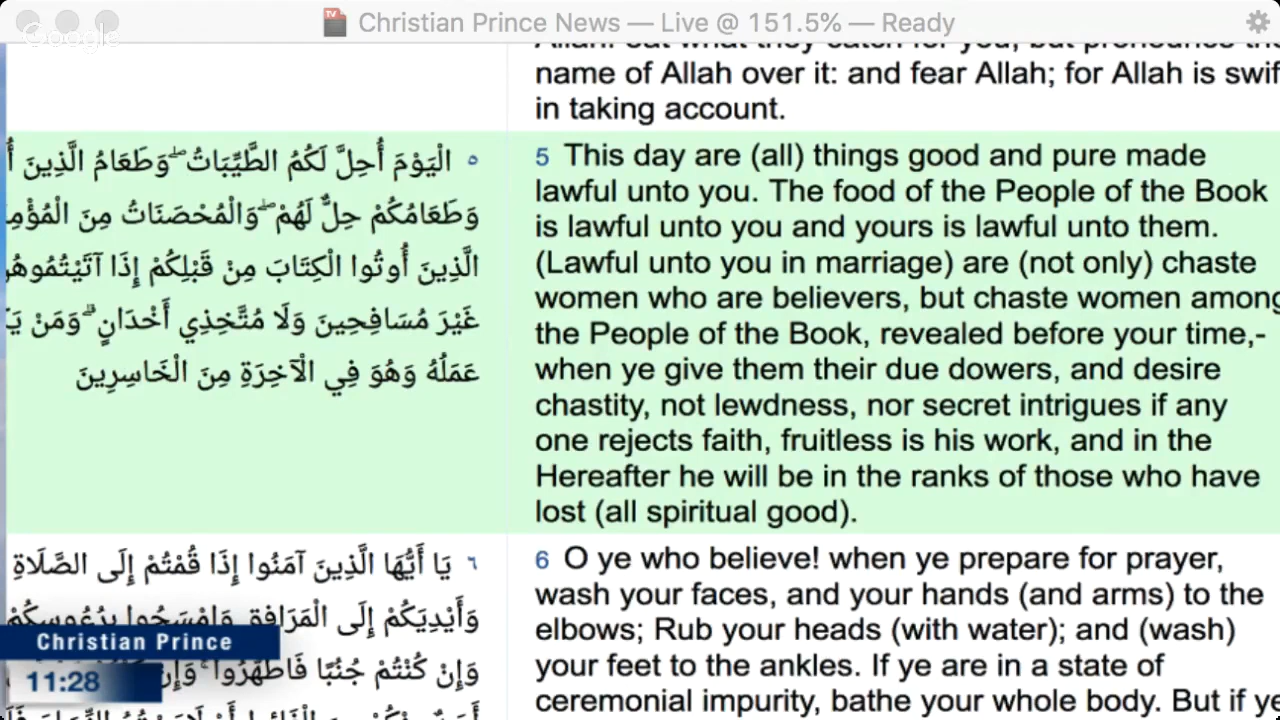 Christian Prince News — Live @ 151.5% — Ready
Google
name of Allah over it: and fear Allah; for Allah is
in taking account.
٥ الْيَوْمَ أُحِلَّ لَكُمُ الطَّيِّبَاتُ ۖ وَطَعَامُ الَّذِينَ
وَطَعَامُكُمْ حِلٌّ لَهُمْ ۖ وَالْمُحْصَنَاتُ مِنَ
الَّذِينَ أُوتُوا الْكِتَابَ مِنْ قَبْلِكُمْ إِذَا
غَيْرَ مُسَافِحِينَ وَلَا مُتَّخِذِي أَخْدَانٍ ۗ وَمَنْ
عَمَلُهُ وَهُوَ فِي الْآخِرَةِ مِنَ الْخَاسِرِينَ
5 This day are (all) things good and pure made
lawful unto you. The food of the People of the Book
is lawful unto you and yours is lawful unto them.
(Lawful unto you in marriage) are (not only) chaste
women who are believers, but chaste women among
the People of the Book, revealed before your time,-
when ye give them their due dowers, and desire
chastity, not lewdness, nor secret intrigues if any
one rejects faith, fruitless is his work, and in the
Hereafter he will be in the ranks of those who have
lost (all spiritual good).
٦ يَا أَيُّهَا الَّذِينَ آمَنُوا إِذَا قُمْتُمْ إِلَى الصَّلَاةِ
وَأَيْدِيَكُمْ إِلَى الْمَرَافِقِ وَامْسَحُوا بِرُءُوسِكُمْ
وَإِنْ كُنْتُمْ جُنُبًا فَاطَّهَّرُوا ۚ وَإِنْ
6 O ye who believe! when ye prepare for prayer,
wash your faces, and your hands (and arms) to the
elbows; Rub your heads (with water); and (wash)
your feet to the ankles. If ye are in a state of
ceremonial impurity, bathe your whole body. But if
Christian Prince
11:28